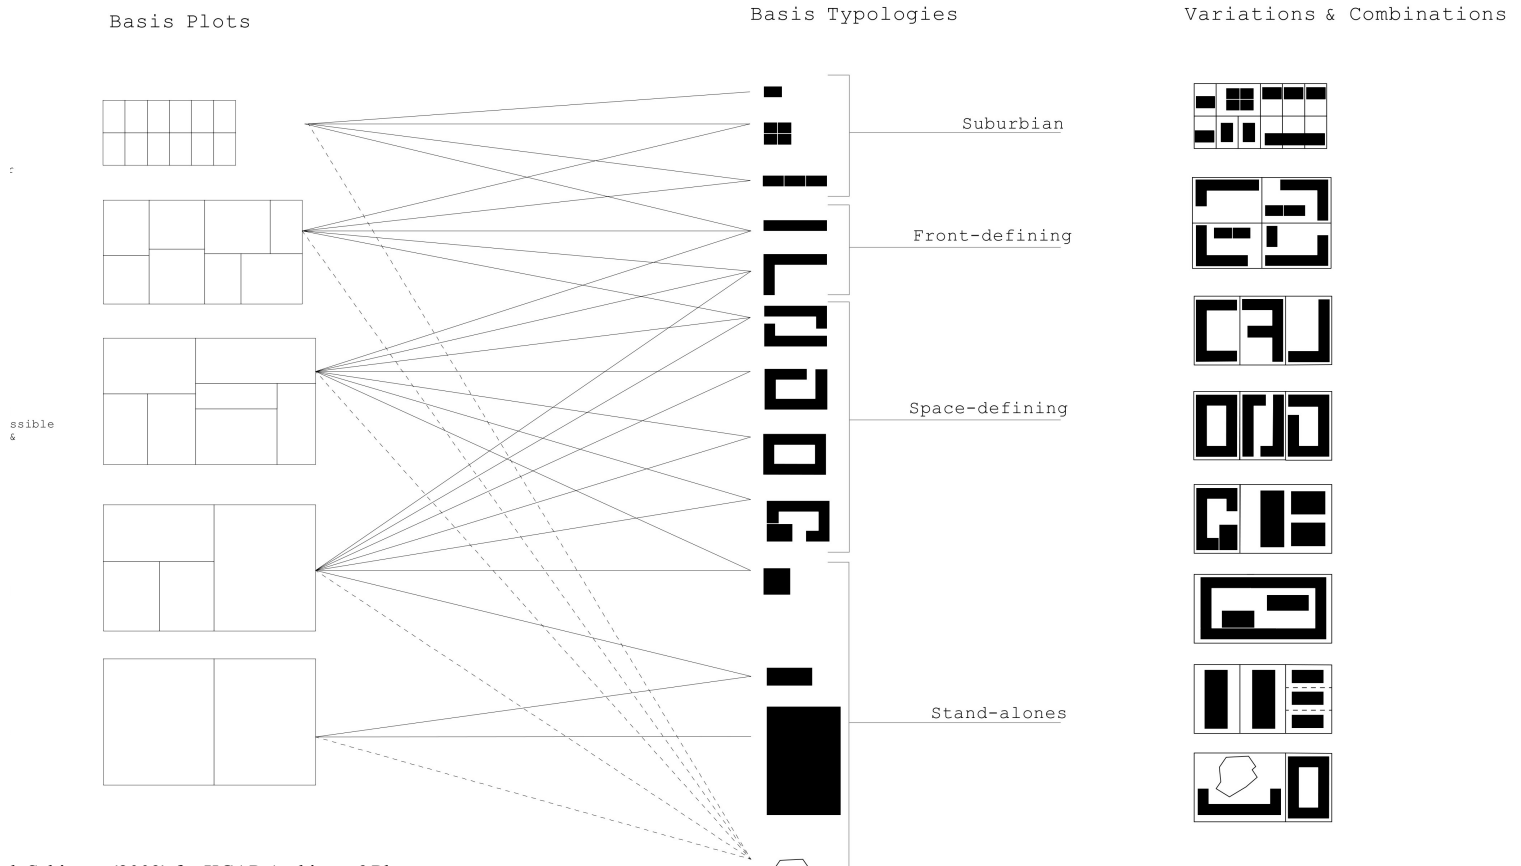 Basis Plots
Basis Typologies
Variations & Combinations
Suburbian
Front-defining
Space-defining
ssible
&
Stand-alones